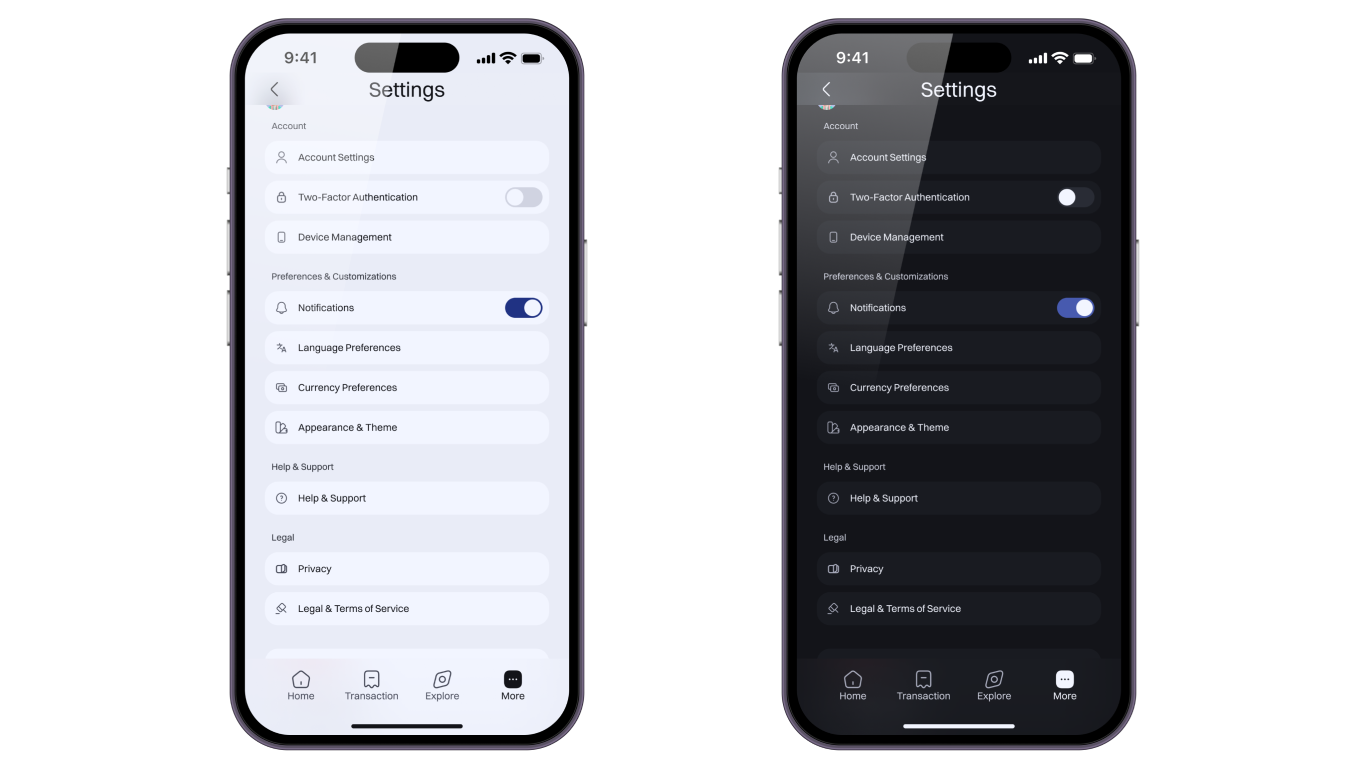 9:41
Settings
Account
Account Settings
Two-Factor Authentication
Device Management
Preferences & Customizations
Notifications
Language Preferences
Currency Preferences
Appearance & Theme
Help & Support
Help & Support
Legal
Privacy
Legal & Terms of Service
Home Transaction Explore More
9:41
Settings
Account
Account Settings
Two-Factor Authentication
Device Management
Preferences & Customizations
Notifications
Language Preferences
Currency Preferences
Appearance & Theme
Help & Support
Help & Support
Legal
Privacy
Legal & Terms of Service
Home Transaction Explore More